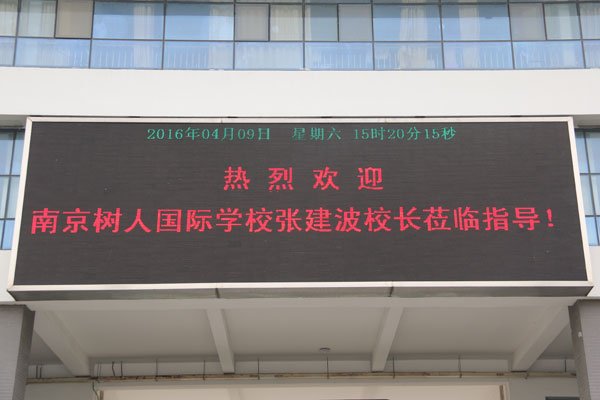 2016年04月09日 星期六 15时20分15秒
热烈欢迎
南京树人国际学校张建波校长莅临指导！